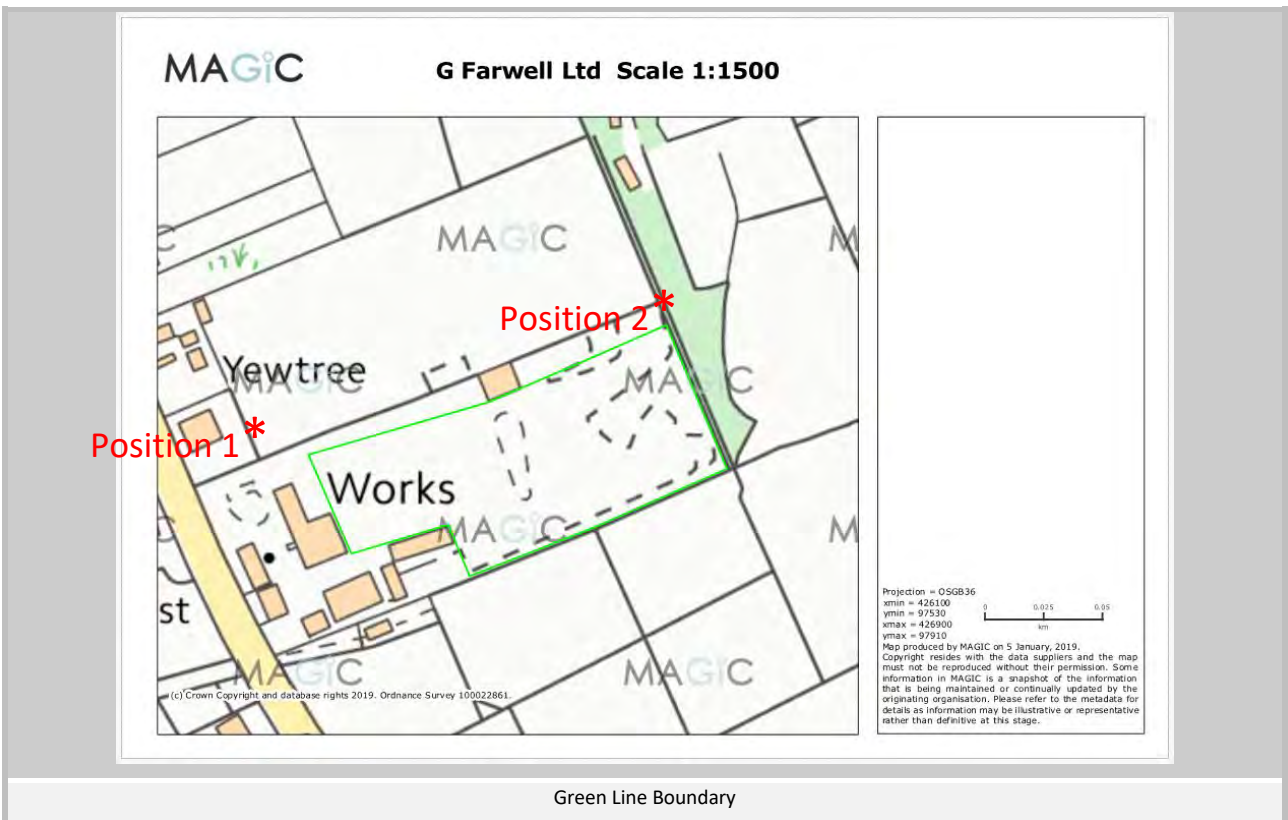 MAGiC
G Farwell Ltd Scale 1:1500
MAGiC
M
C
Position 2*
Yewtree
MAGiC
MAGiC
Position 1*
Works
C
MAGiC
M
st
MAGiC
MAGiC
(c) Crown Copyright and database rights 2019. Ordnance Survey 100022861.
Projection = OSGB36
xmin = 426100
ymin = 97530
xmax = 426900
ymax = 97910
0 0.025 0.05
km
Map produced by MAGIC on 5 January, 2019.
Copyright resides with the data suppliers and the map
must not be reproduced without their permission. Some
information in MAGIC is a snapshot of the information
that is being maintained or continually updated by the
originating organisation. Please refer to the metadata for
details as information may be illustrative or representative
rather than definitive at this stage.
Green Line Boundary